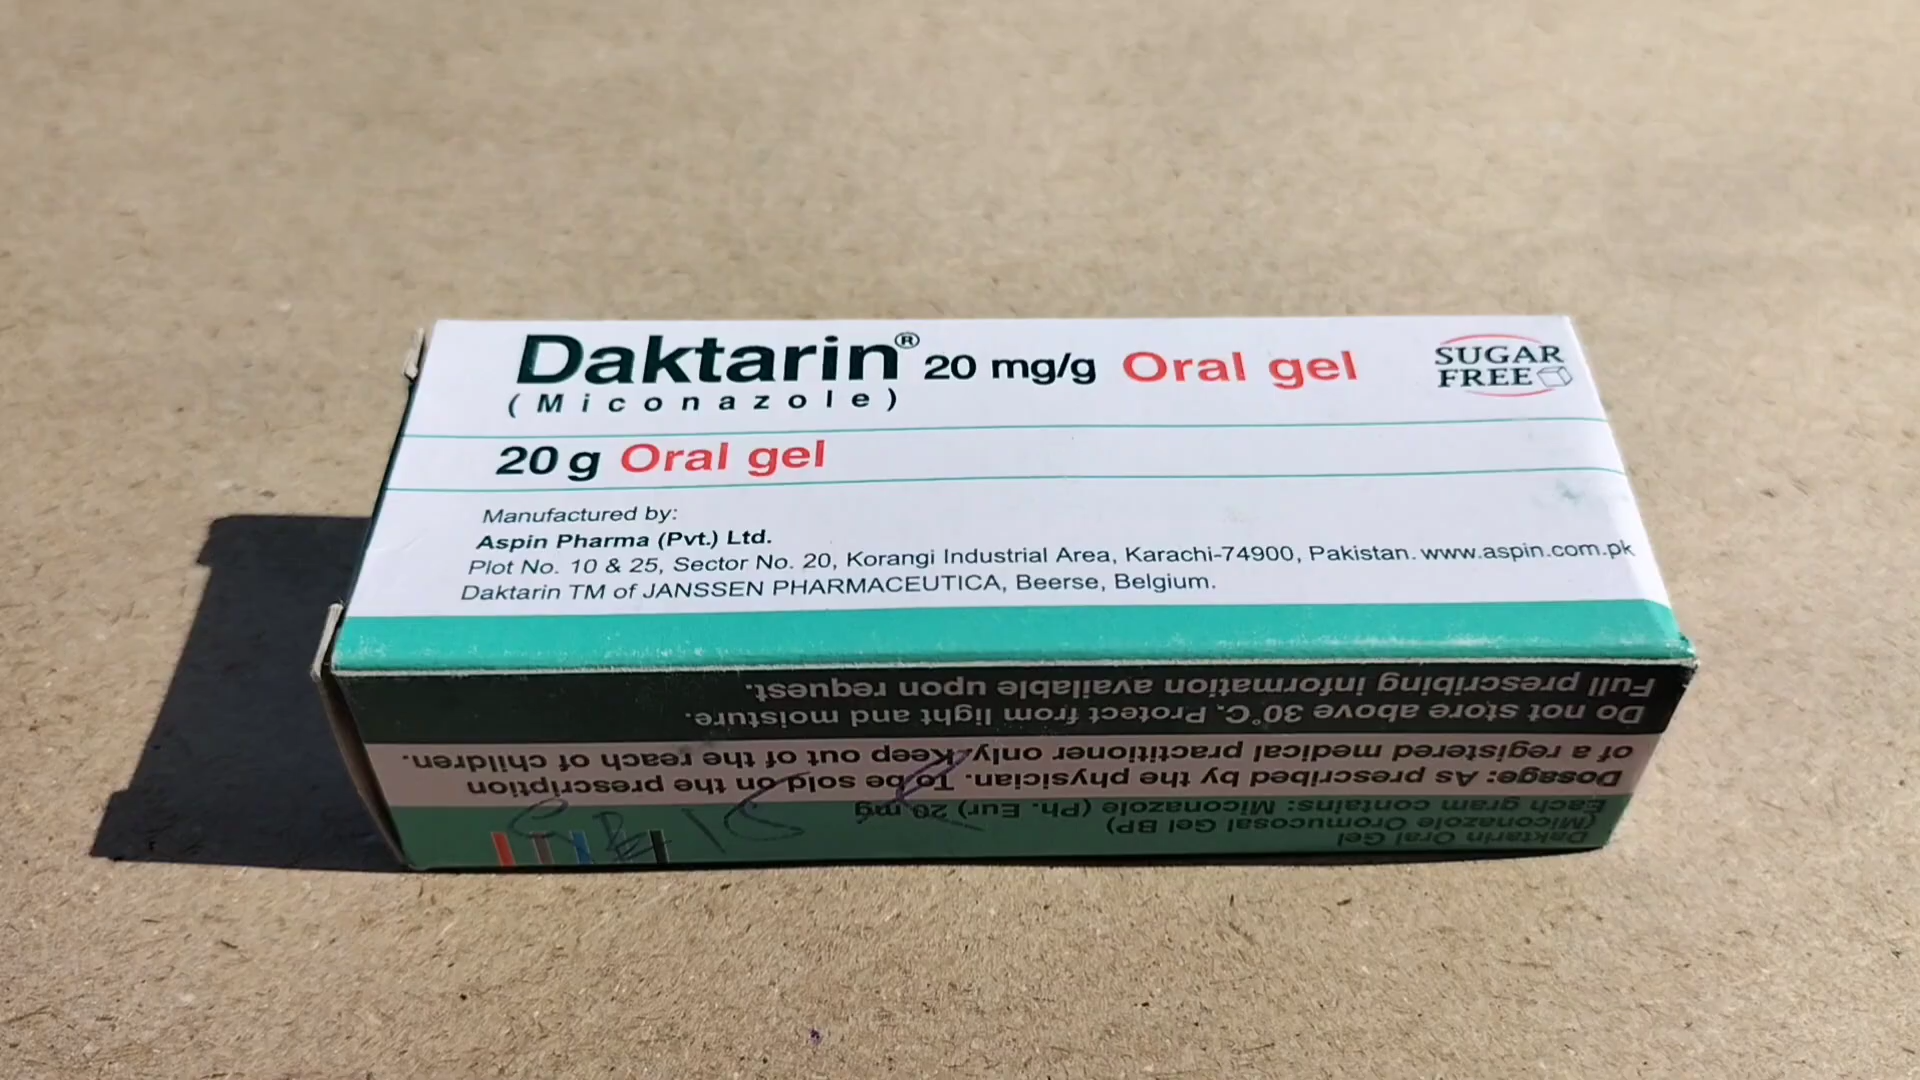 Daktarin® 20 mg/g Oral gel
(Miconazole)
SUGAR
FREE
20 g Oral gel
Manufactured by:
Aspin Pharma (Pvt.) Ltd.
Plot No. 10 & 25, Sector No. 20, Korangi Industrial Area, Karachi-74900, Pakistan. www.aspin.com.pk
Daktarin TM of JANSSEN PHARMACEUTICA, Beerse, Belgium.
Daktarin Oral Gel
(Miconazole Oromucosal Gel BP)
Each gram contains: Miconazole (Ph. Eur) 20 mg
Dosage: As prescribed by the physician. To be sold on the prescription
of a registered medical practitioner only. Keep out of the reach of children.
Do not store above 30°C. Protect from light and moisture.
Full prescribing information available upon request.